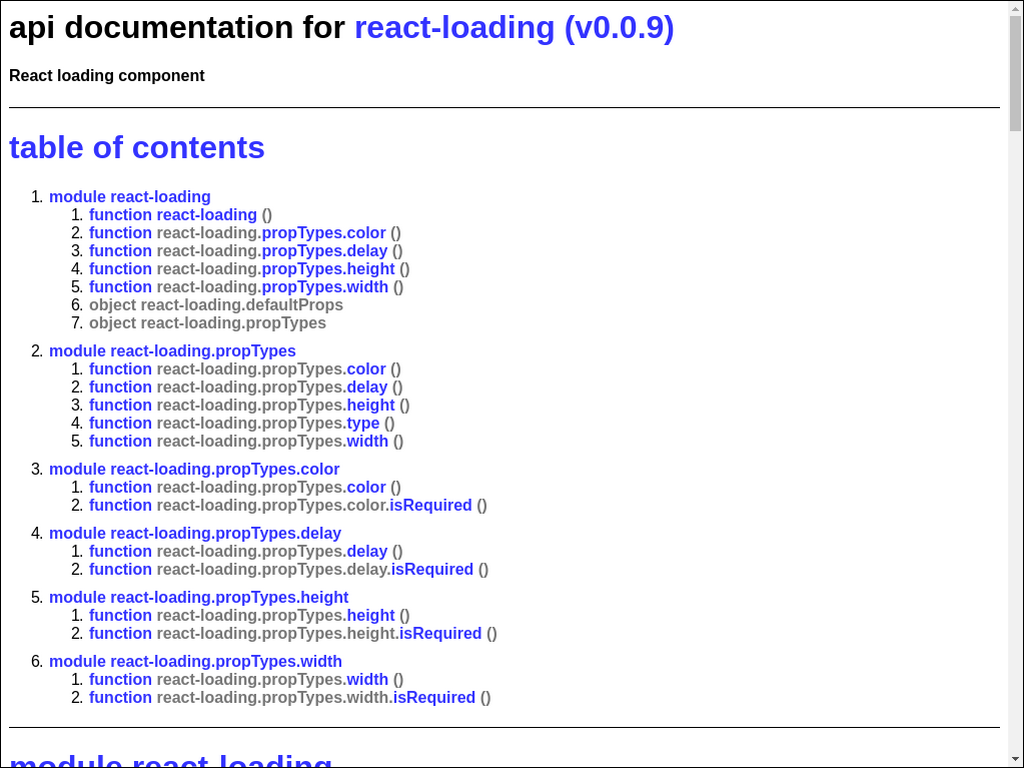 api documentation for react-loading (v0.0.9)
React loading component
table of contents
1. module react-loading
1. function react-loading ()
2. function react-loading.propTypes.color ()
3. function react-loading.propTypes.delay ()
4. function react-loading.propTypes.height ()
5. function react-loading.propTypes.width ()
6. object react-loading.defaultProps
7. object react-loading.propTypes
2. module react-loading.propTypes
1. function react-loading.propTypes.color ()
2. function react-loading.propTypes.delay ()
3. function react-loading.propTypes.height ()
4. function react-loading.propTypes.type ()
5. function react-loading.propTypes.width ()
3. module react-loading.propTypes.color
1. function react-loading.propTypes.color ()
2. function react-loading.propTypes.color.isRequired ()
4. module react-loading.propTypes.delay
1. function react-loading.propTypes.delay ()
2. function react-loading.propTypes.delay.isRequired ()
5. module react-loading.propTypes.height
1. function react-loading.propTypes.height ()
2. function react-loading.propTypes.height.isRequired ()
6. module react-loading.propTypes.width
1. function react-loading.propTypes.width ()
2. function react-loading.propTypes.width.isRequired ()
module react-loading